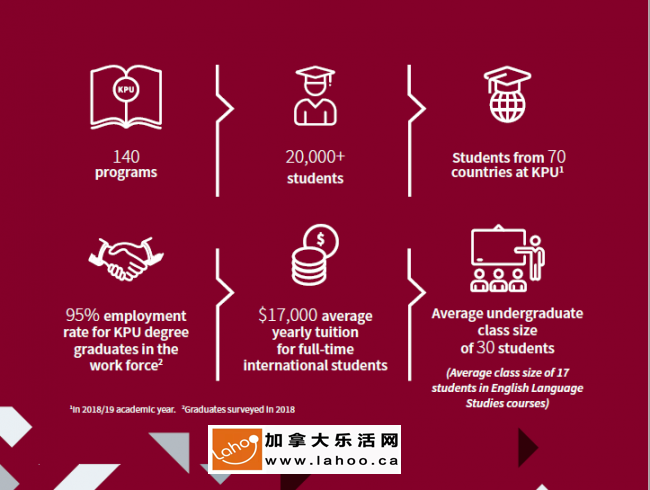 KPU
140
programs
20,000+
students
Students from 70
countries at KPU¹
95% employment
rate for KPU degree
graduates in the
work force²
$
$17,000 average
yearly tuition
for full-time
international students
Average undergraduate
class size
of 30 students
(Average class size of 17
students in English Language
Studies courses)
¹In 2018/19 academic year. ²Graduates surveyed in 2018
Lahoo
加拿大乐活网
www.lahoo.ca